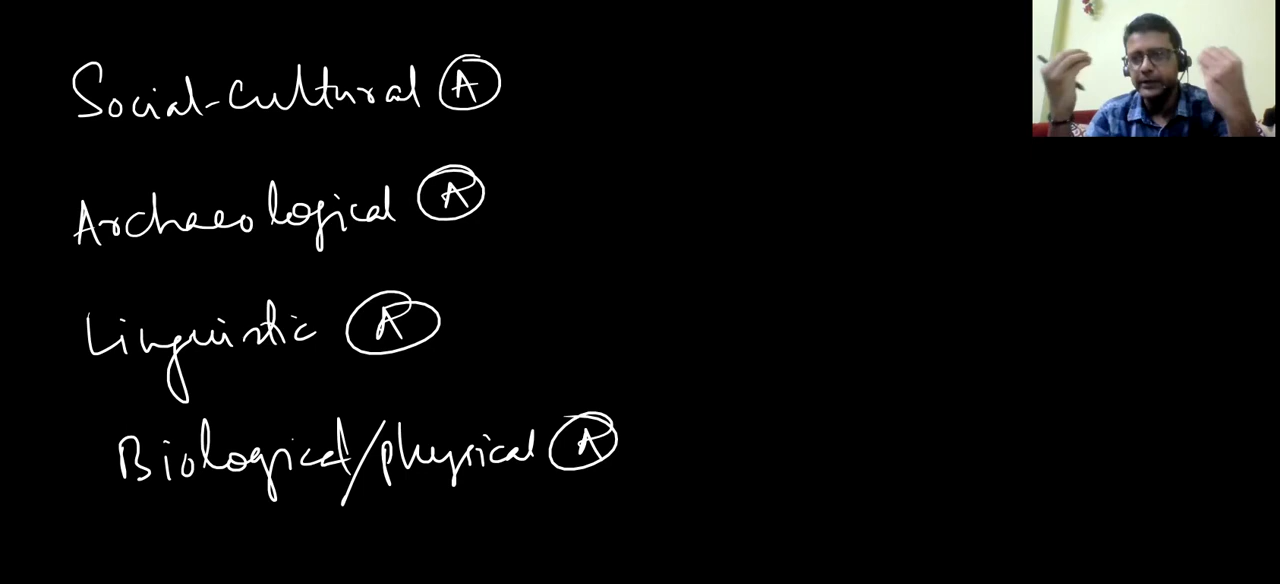 Social-Cultural A
Archaeological A
Linguistic A
Biological/physical A